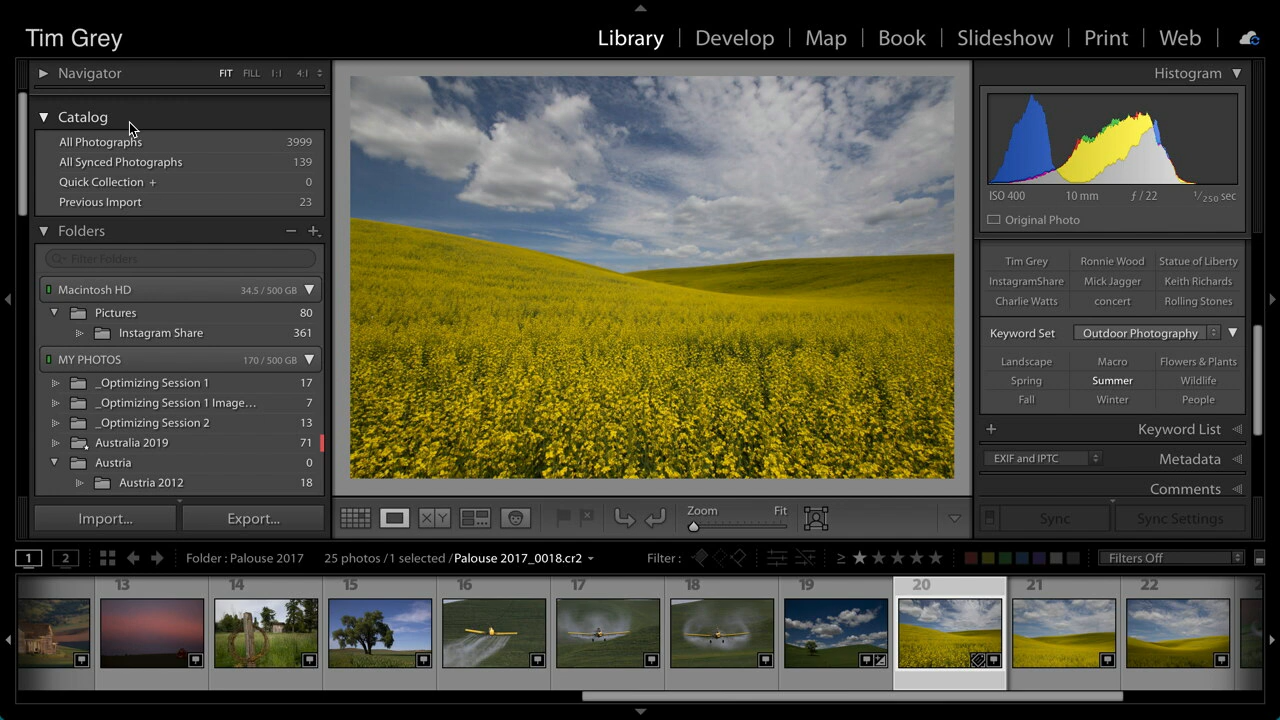 Tim Grey
Library | Develop | Map | Book | Slideshow | Print | Web |
Navigator FIT FILL 1:1 4:1
Catalog
All Photographs 3999
All Synced Photographs 139
Quick Collection + 0
Previous Import 23
Folders − +
Filter Folders
Macintosh HD 34.5 / 500 GB
Pictures 80
Instagram Share 361
MY PHOTOS 170 / 500 GB
_Optimizing Session 1 17
_Optimizing Session 1 Image… 7
_Optimizing Session 2 13
Australia 2019 71
Austria 0
Austria 2012 18
Import... Export...
XY
Zoom Fit
Histogram
ISO 400 10 mm ƒ / 22 1/250 sec
Original Photo
Tim Grey Ronnie Wood Statue of Liberty
InstagramShare Mick Jagger Keith Richards
Charlie Watts concert Rolling Stones
Keyword Set Outdoor Photography
Landscape Macro Flowers & Plants
Spring Summer Wildlife
Fall Winter People
+ Keyword List
EXIF and IPTC Metadata
Comments
Sync Sync Settings
1 2 Folder : Palouse 2017 25 photos / 1 selected / Palouse 2017_0018.cr2 Filter : ≥ ★ ★ ★ ★ ★ Filters Off
13 14 15 16 17 18 19 20 21 22